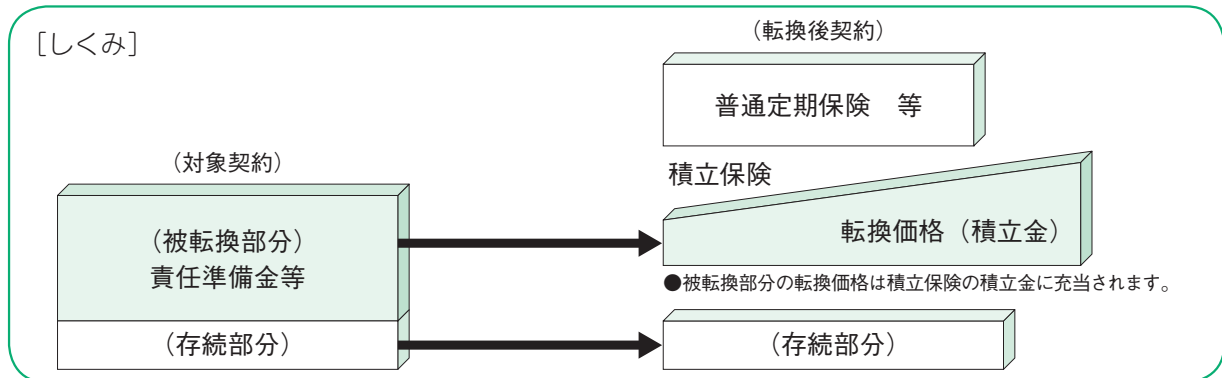 ［しくみ］
（対象契約）
（被転換部分）
責任準備金等
（存続部分）
（転換後契約）
普通定期保険　等
積立保険
転換価格（積立金）
●被転換部分の転換価格は積立保険の積立金に充当されます。
（存続部分）